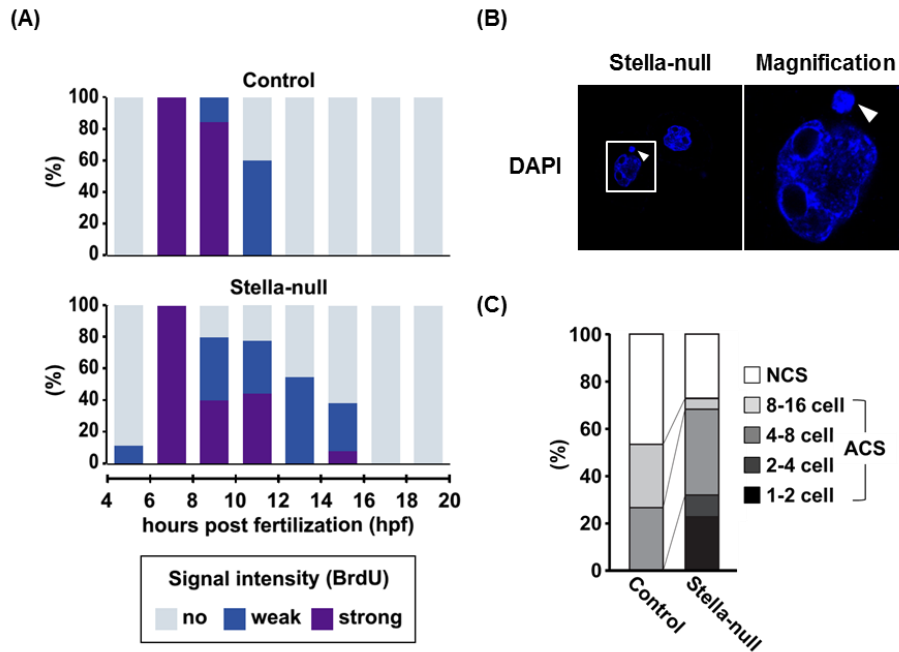 (A)
Control
100
80
60
40
20
0
(%)
Stella-null
100
80
60
40
20
0
(%)
4 6 8 10 12 14 16 18 20
hours post fertilization (hpf)
Signal intensity (BrdU)
no weak strong
(B)
Stella-null Magnification
DAPI
(C)
100
80
60
40
20
0
(%)
Control
Stella-null
NCS
8-16 cell
4-8 cell
2-4 cell
1-2 cell
ACS